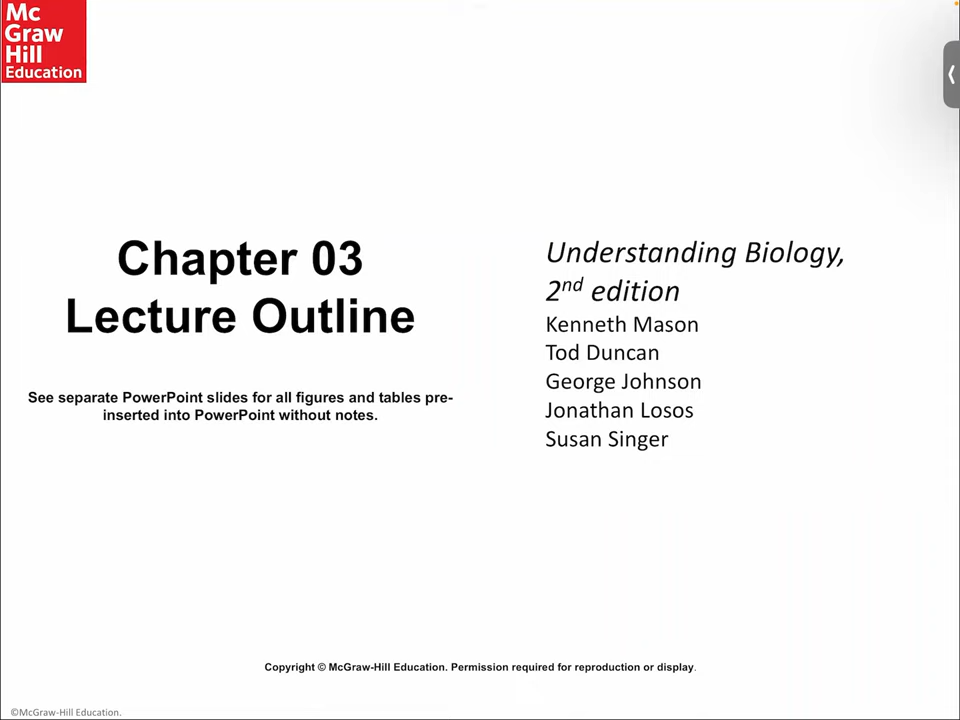 Mc
Graw
Hill
Education
Chapter 03
Lecture Outline
See separate PowerPoint slides for all figures and tables pre-
inserted into PowerPoint without notes.
Understanding Biology,
2nd edition
Kenneth Mason
Tod Duncan
George Johnson
Jonathan Losos
Susan Singer
Copyright © McGraw-Hill Education. Permission required for reproduction or display.
©McGraw-Hill Education.